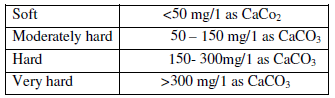 Soft <50 mg/1 as CaCo₂
Moderately hard 50 – 150 mg/1 as CaCO₃
Hard 150- 300mg/1 as CaCO₃
Very hard >300 mg/1 as CaCO₃